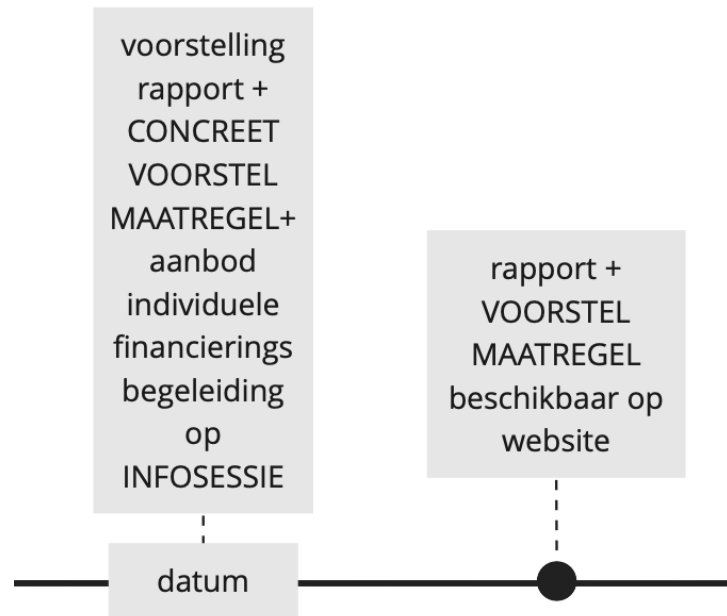 voorstelling
rapport +
CONCREET
VOORSTEL
MAATREGEL+
aanbod
individuele
financierings
begeleiding
op
INFOSESSIE
datum
rapport +
VOORSTEL
MAATREGEL
beschikbaar op
website